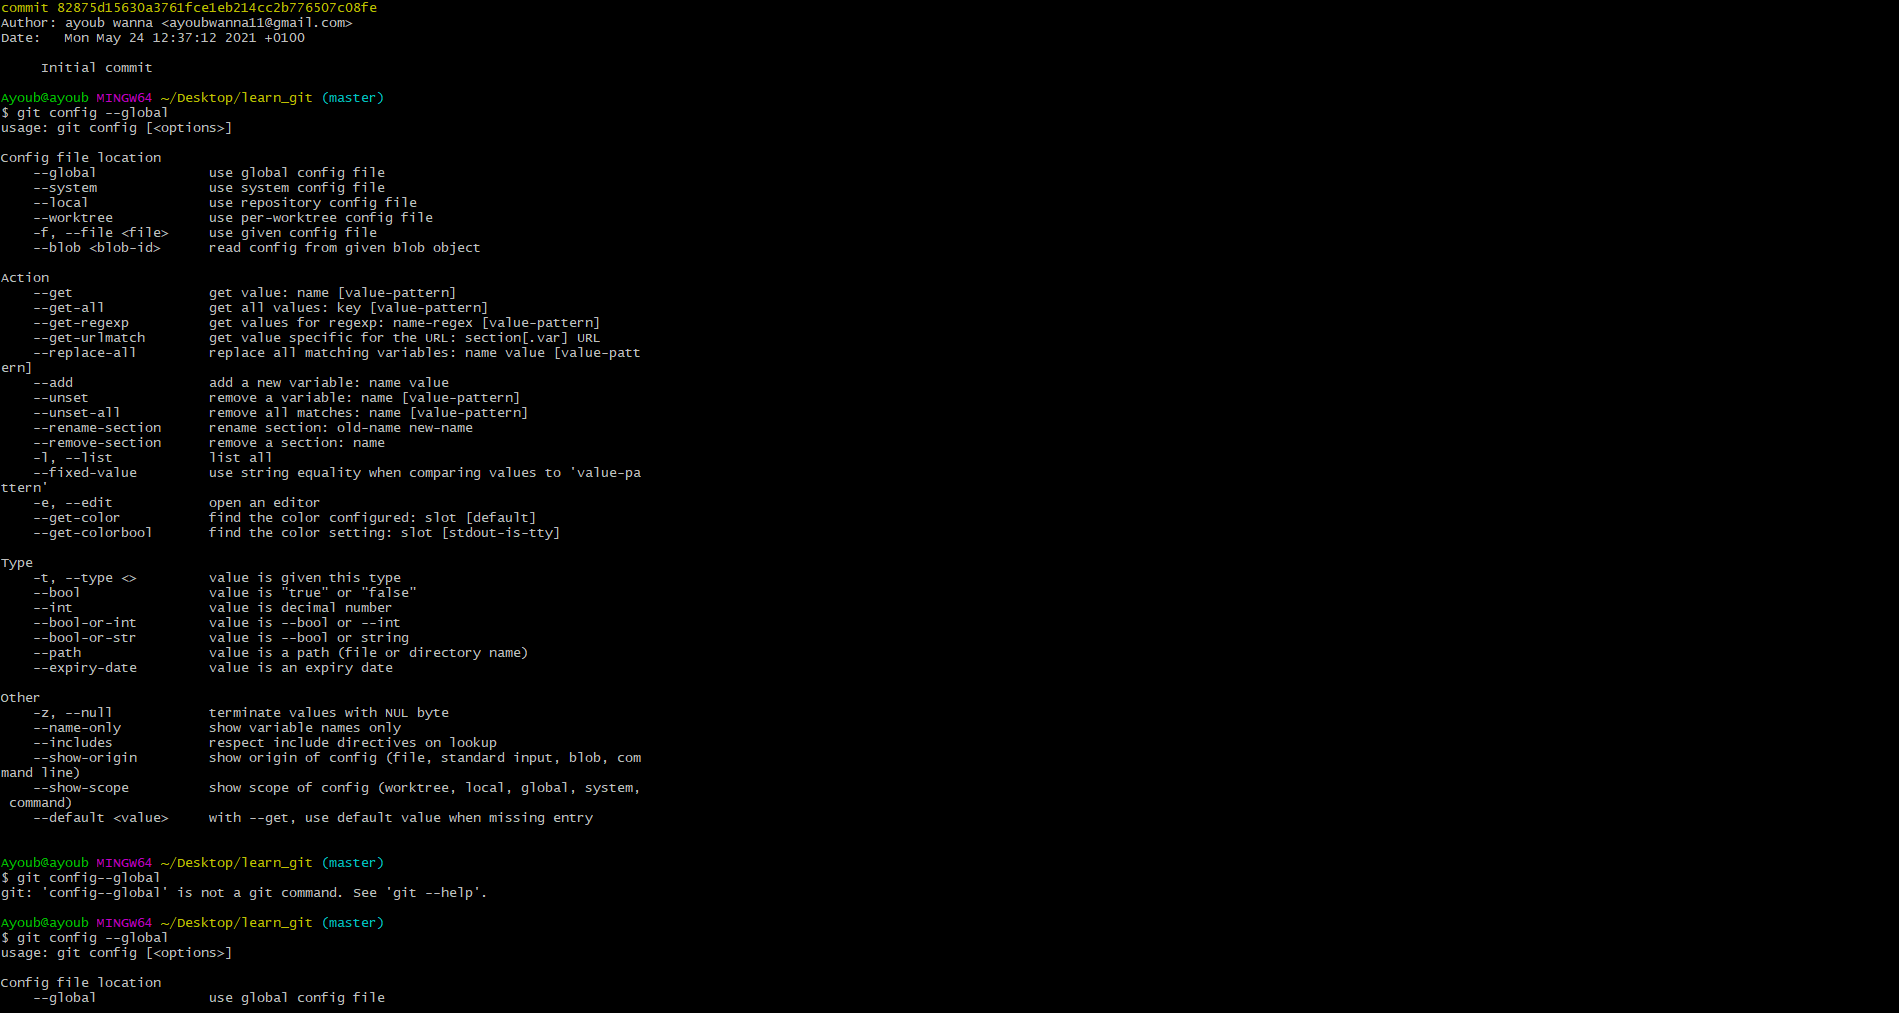 commit 82875d15630a3761fce1eb214cc2b776507c08fe
Author: ayoub wanna <ayoubwanna11@gmail.com>
Date:   Mon May 24 12:37:12 2021 +0100

     Initial commit

Ayoub@ayoub MINGW64 ~/Desktop/learn_git (master)
$ git config --global
usage: git config [<options>]

Config file location
    --global              use global config file
    --system              use system config file
    --local               use repository config file
    --worktree            use per-worktree config file
    -f, --file <file>     use given config file
    --blob <blob-id>      read config from given blob object

Action
    --get                 get value: name [value-pattern]
    --get-all             get all values: key [value-pattern]
    --get-regexp          get values for regexp: name-regex [value-pattern]
    --get-urlmatch        get value specific for the URL: section[.var] URL
    --replace-all         replace all matching variables: name value [value-patt
ern]
    --add                 add a new variable: name value
    --unset               remove a variable: name [value-pattern]
    --unset-all           remove all matches: name [value-pattern]
    --rename-section      rename section: old-name new-name
    --remove-section      remove a section: name
    -l, --list            list all
    --fixed-value         use string equality when comparing values to 'value-pa
ttern'
    -e, --edit            open an editor
    --get-color           find the color configured: slot [default]
    --get-colorbool       find the color setting: slot [stdout-is-tty]

Type
    -t, --type <>         value is given this type
    --bool                value is "true" or "false"
    --int                 value is decimal number
    --bool-or-int         value is --bool or --int
    --bool-or-str         value is --bool or string
    --path                value is a path (file or directory name)
    --expiry-date         value is an expiry date

Other
    -z, --null            terminate values with NUL byte
    --name-only           show variable names only
    --includes            respect include directives on lookup
    --show-origin         show origin of config (file, standard input, blob, com
mand line)
    --show-scope          show scope of config (worktree, local, global, system,
 command)
    --default <value>     with --get, use default value when missing entry


Ayoub@ayoub MINGW64 ~/Desktop/learn_git (master)
$ git config--global
git: 'config--global' is not a git command. See 'git --help'.

Ayoub@ayoub MINGW64 ~/Desktop/learn_git (master)
$ git config --global
usage: git config [<options>]

Config file location
    --global              use global config file